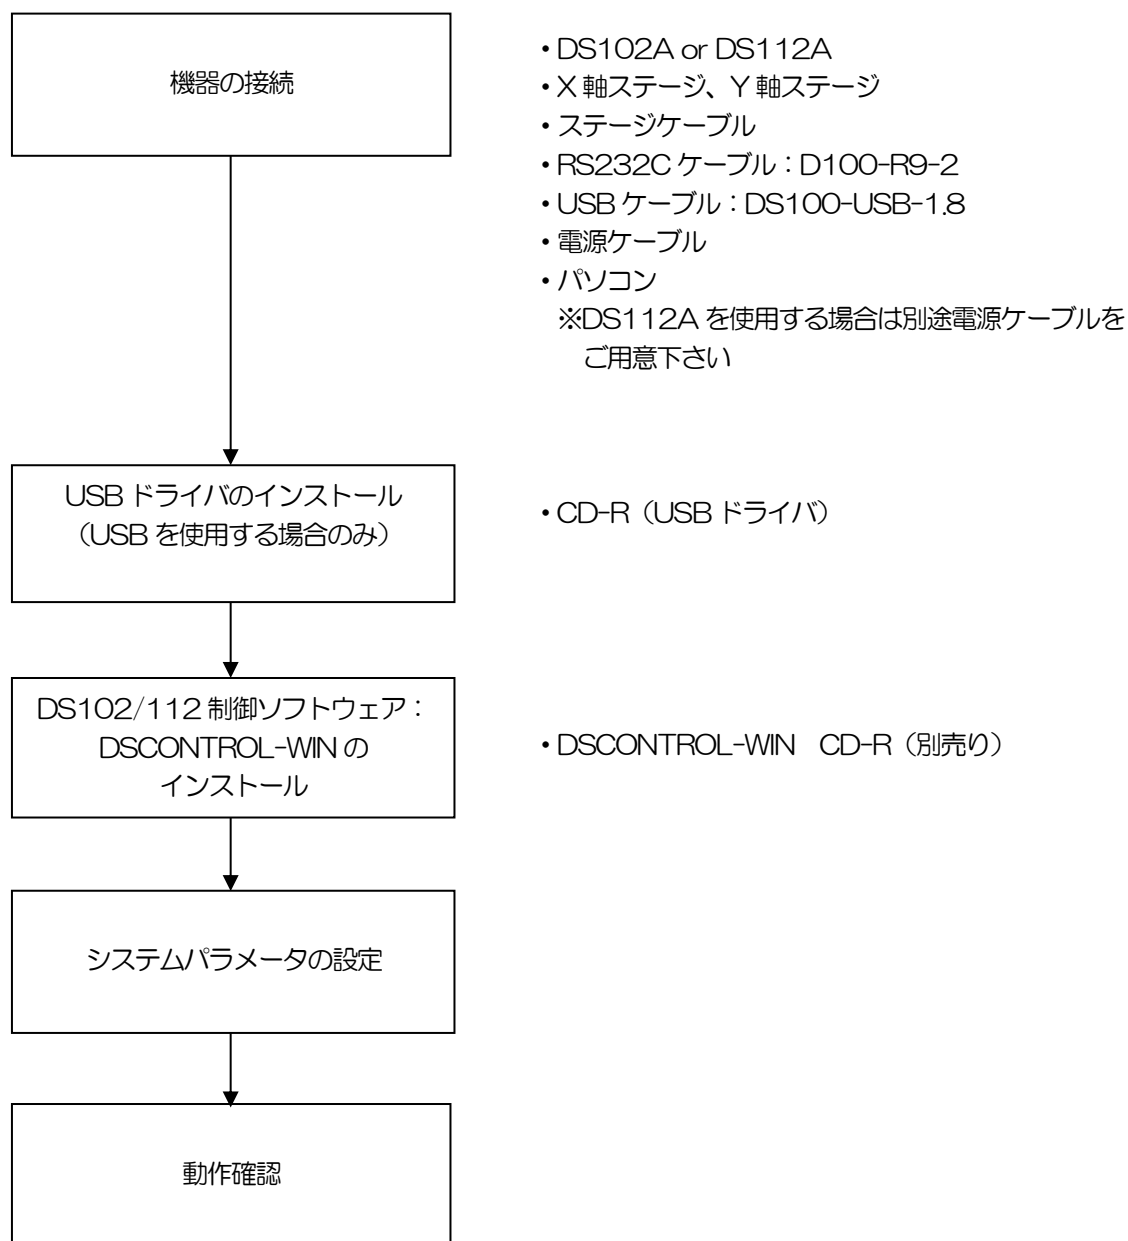 機器の接続
・DS102A or DS112A
・X 軸ステージ、Y 軸ステージ
・ステージケーブル
・RS232C ケーブル：D100-R9-2
・USB ケーブル：DS100-USB-1.8
・電源ケーブル
・パソコン
※DS112A を使用する場合は別途電源ケーブルを
ご用意下さい
USB ドライバのインストール
（USB を使用する場合のみ）
・CD-R（USB ドライバ）
DS102/112 制御ソフトウェア：
DSCONTROL-WIN の
インストール
・DSCONTROL-WIN　CD-R（別売り）
システムパラメータの設定
動作確認